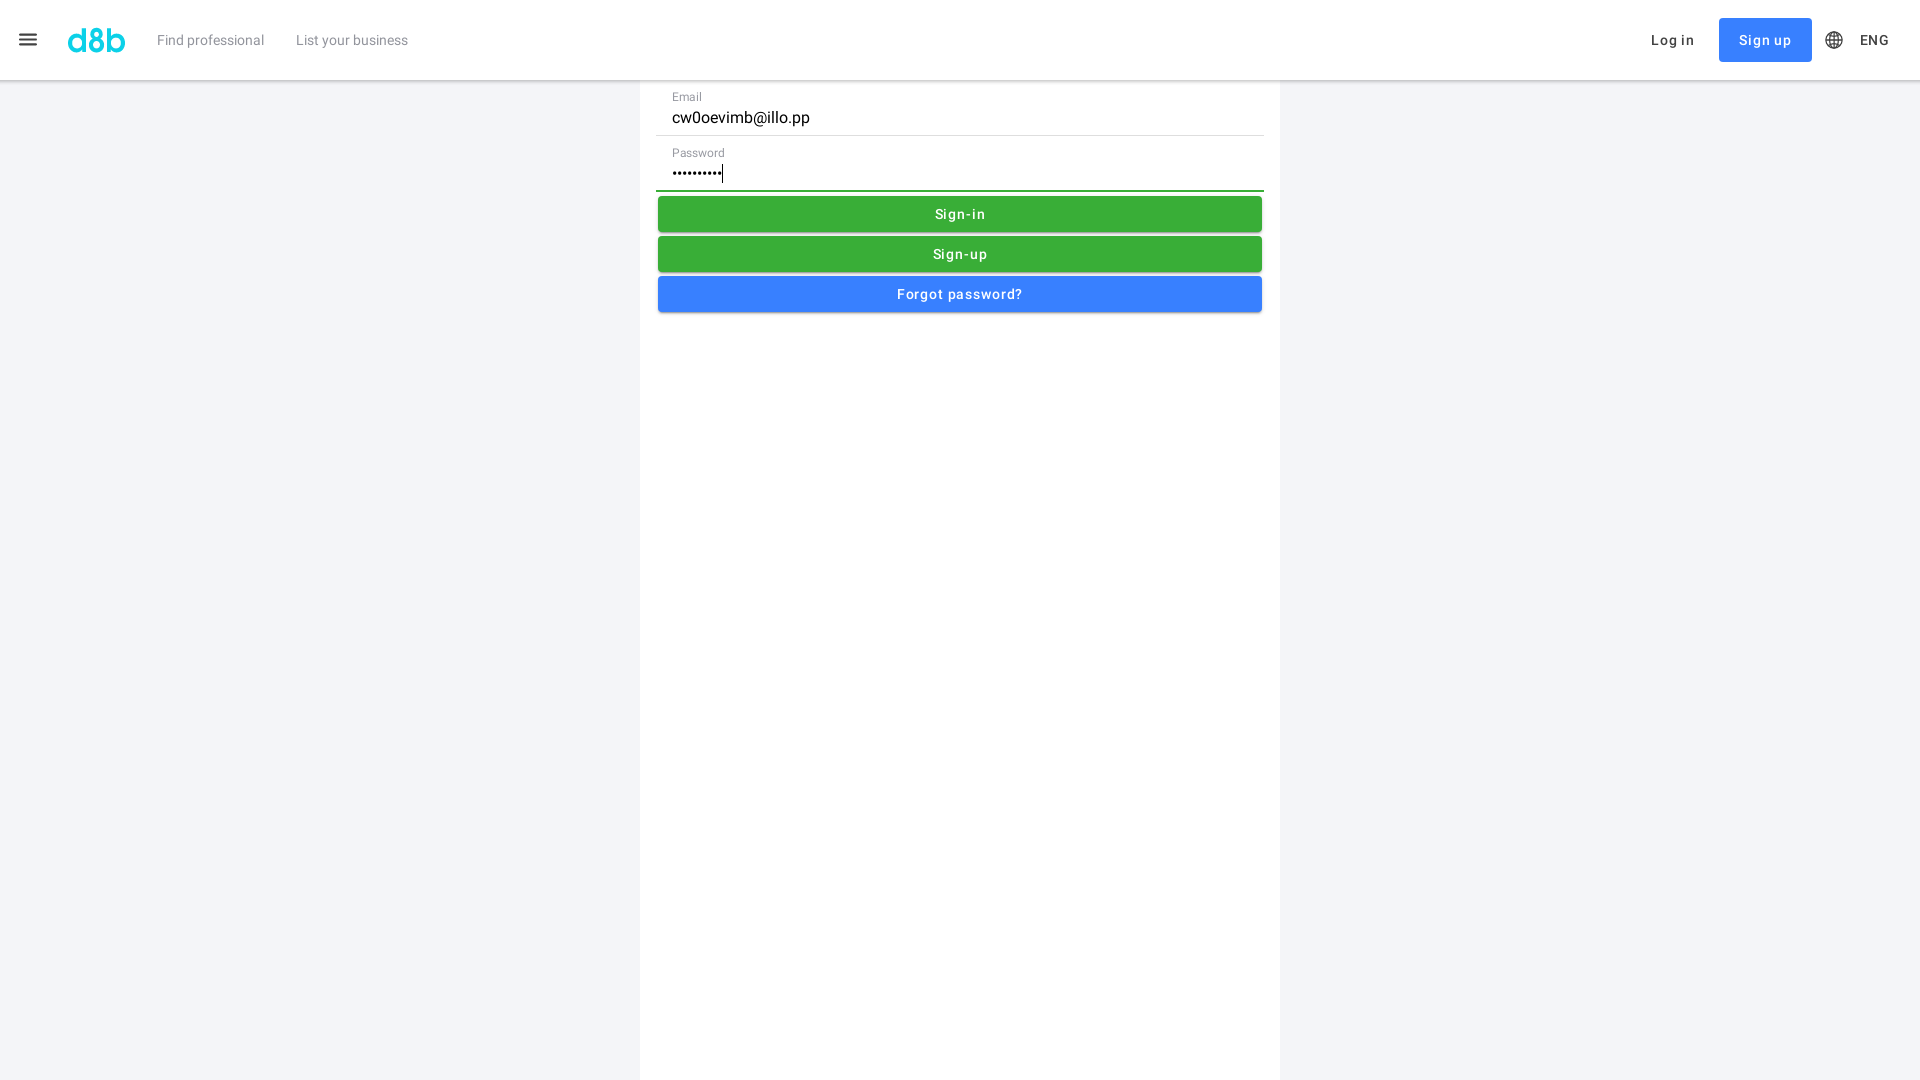 d8b
Find professional
List your business
Log in
Sign up
ENG
Email
cw0oevimb@illo.pp
Password
••••••••••
Sign-in
Sign-up
Forgot password?